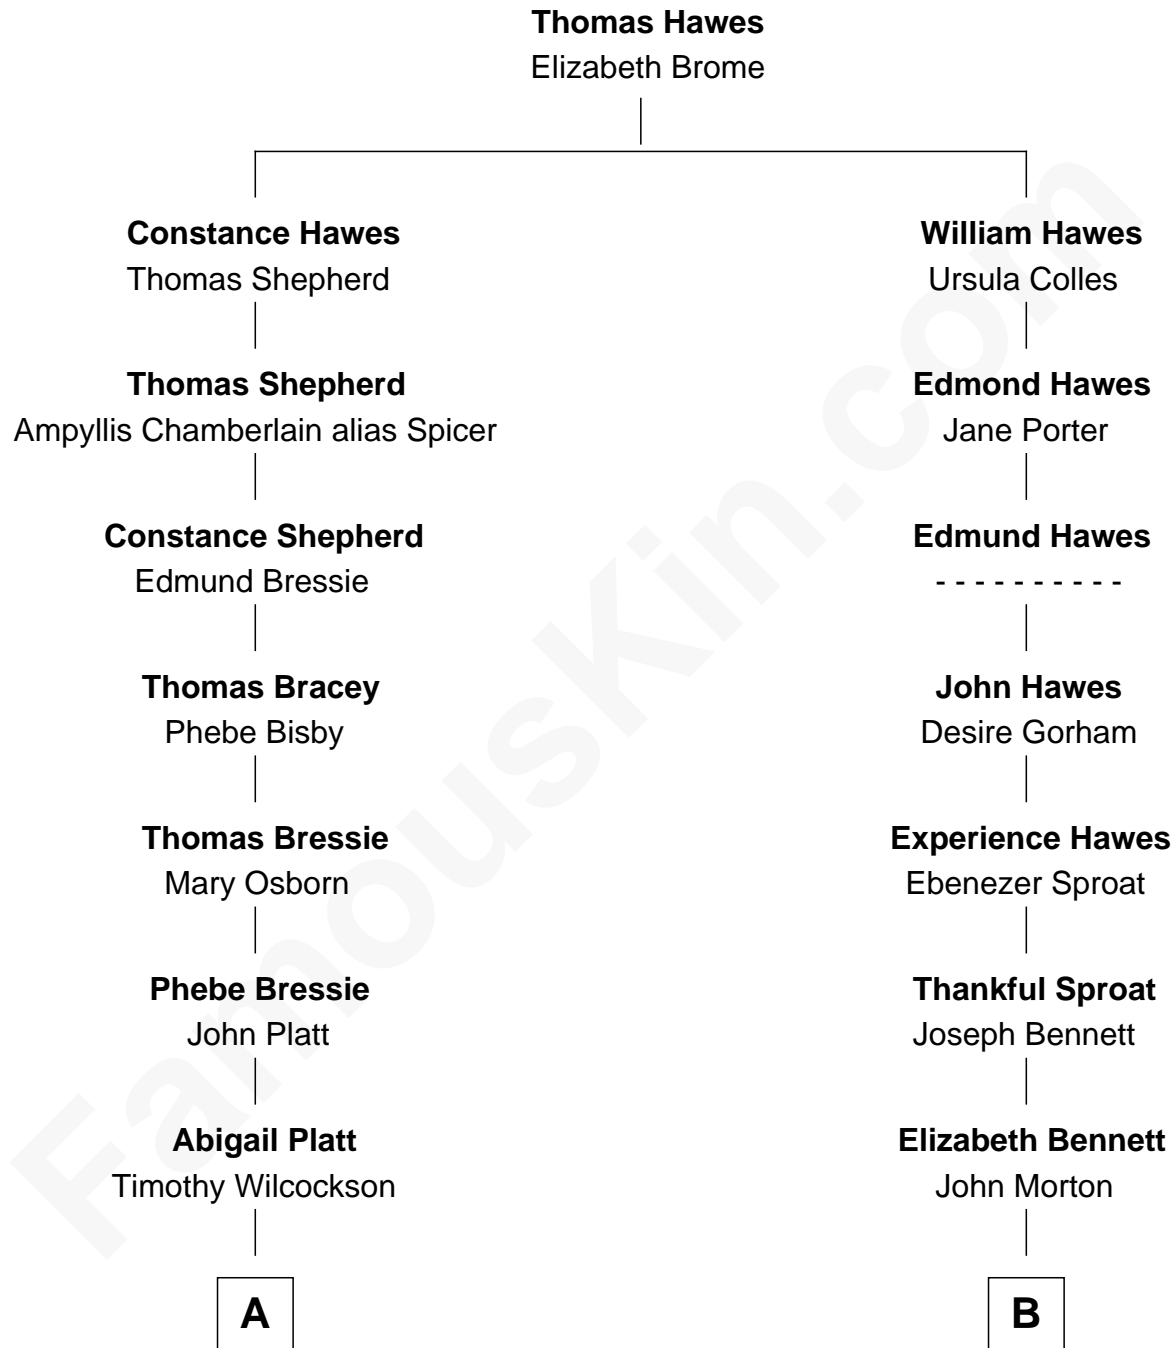 Thomas Hawes
Elizabeth Brome
Constance Hawes
Thomas Shepherd
William Hawes
Ursula Colles
Thomas Shepherd
Ampyllis Chamberlain alias Spicer
Edmond Hawes
Jane Porter
Constance Shepherd
Edmund Bressie
Edmund Hawes
- - - - - - - - - -
Thomas Bracey
Phebe Bisby
John Hawes
Desire Gorham
Thomas Bressie
Mary Osborn
Experience Hawes
Ebenezer Sproat
Phebe Bressie
John Platt
Thankful Sproat
Joseph Bennett
Abigail Platt
Timothy Wilcockson
Elizabeth Bennett
John Morton
A
B
FamousKin.com